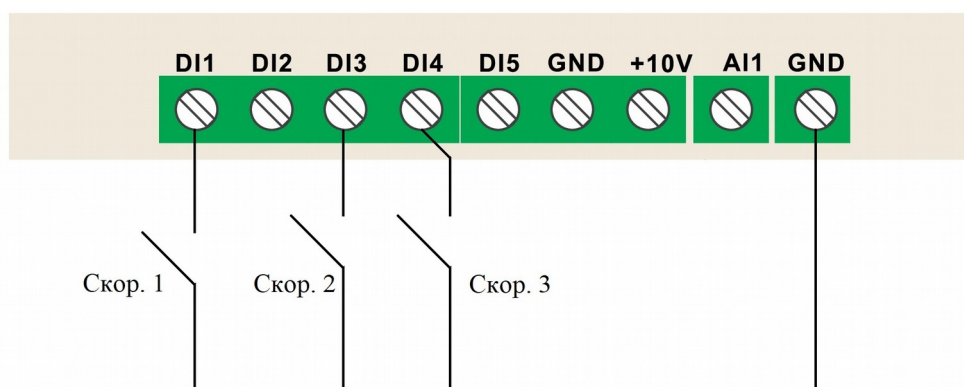 DI1 DI2 DI3 DI4 DI5 GND +10V AI1 GND
Скор. 1 Скор. 2 Скор. 3